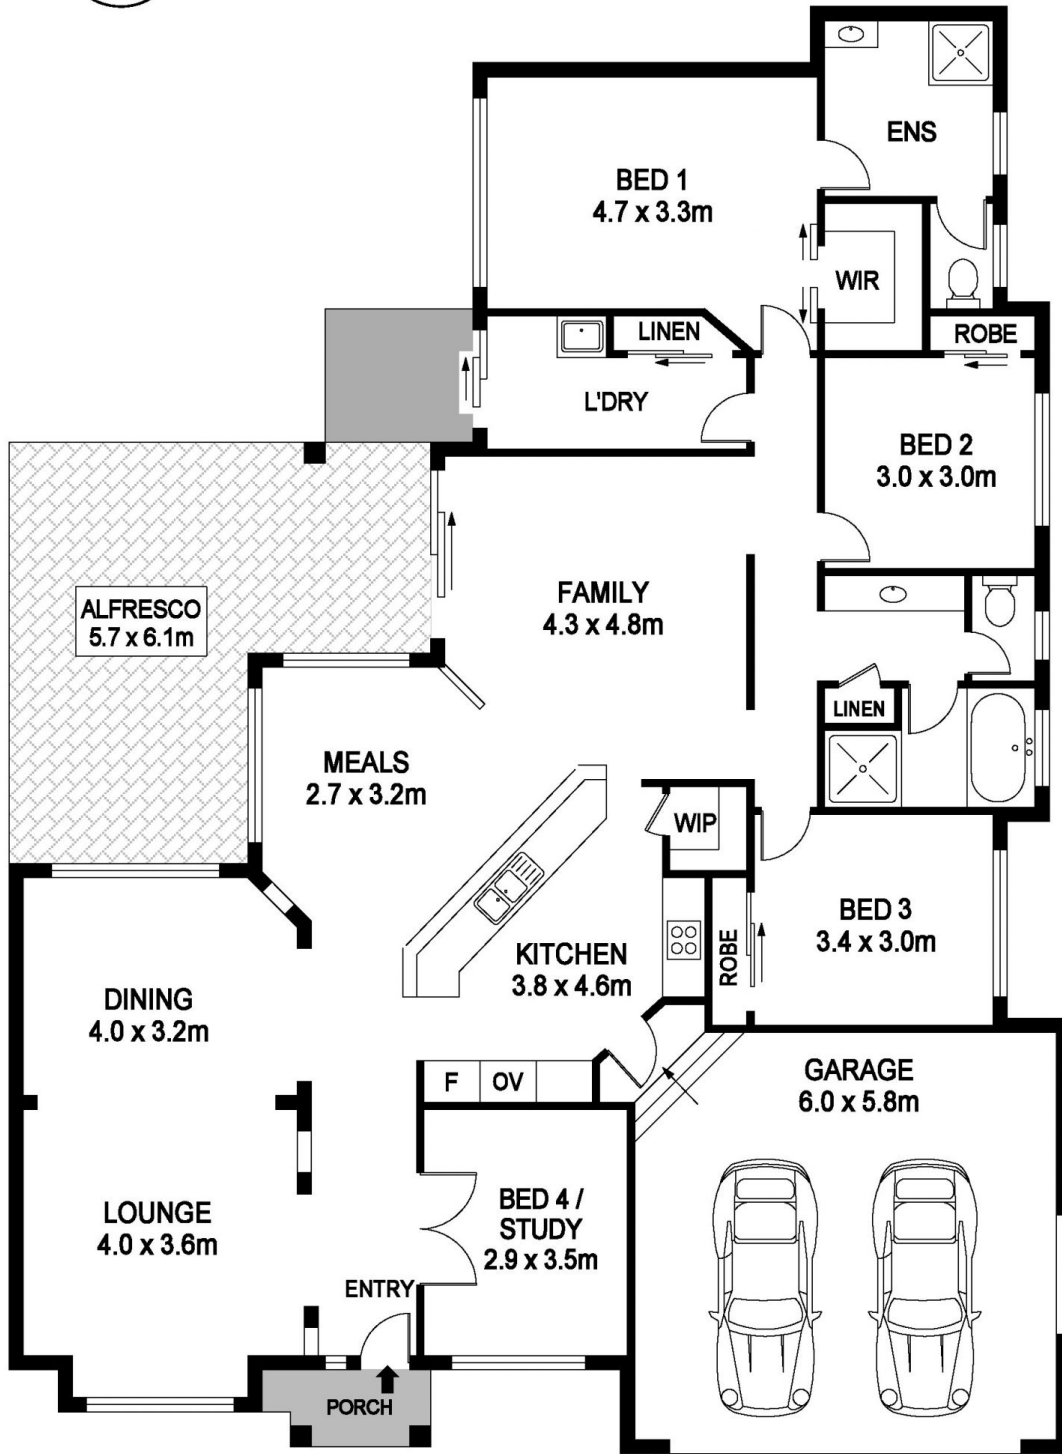 ENS
BED 1
4.7 x 3.3m
WIR
LINEN
ROBE
L'DRY
BED 2
3.0 x 3.0m
ALFRESCO
5.7 x 6.1m
FAMILY
4.3 x 4.8m
LINEN
MEALS
2.7 x 3.2m
WIP
BED 3
3.4 x 3.0m
ROBE
KITCHEN
3.8 x 4.6m
DINING
4.0 x 3.2m
F
OV
GARAGE
6.0 x 5.8m
LOUNGE
4.0 x 3.6m
BED 4 /
STUDY
2.9 x 3.5m
ENTRY
PORCH